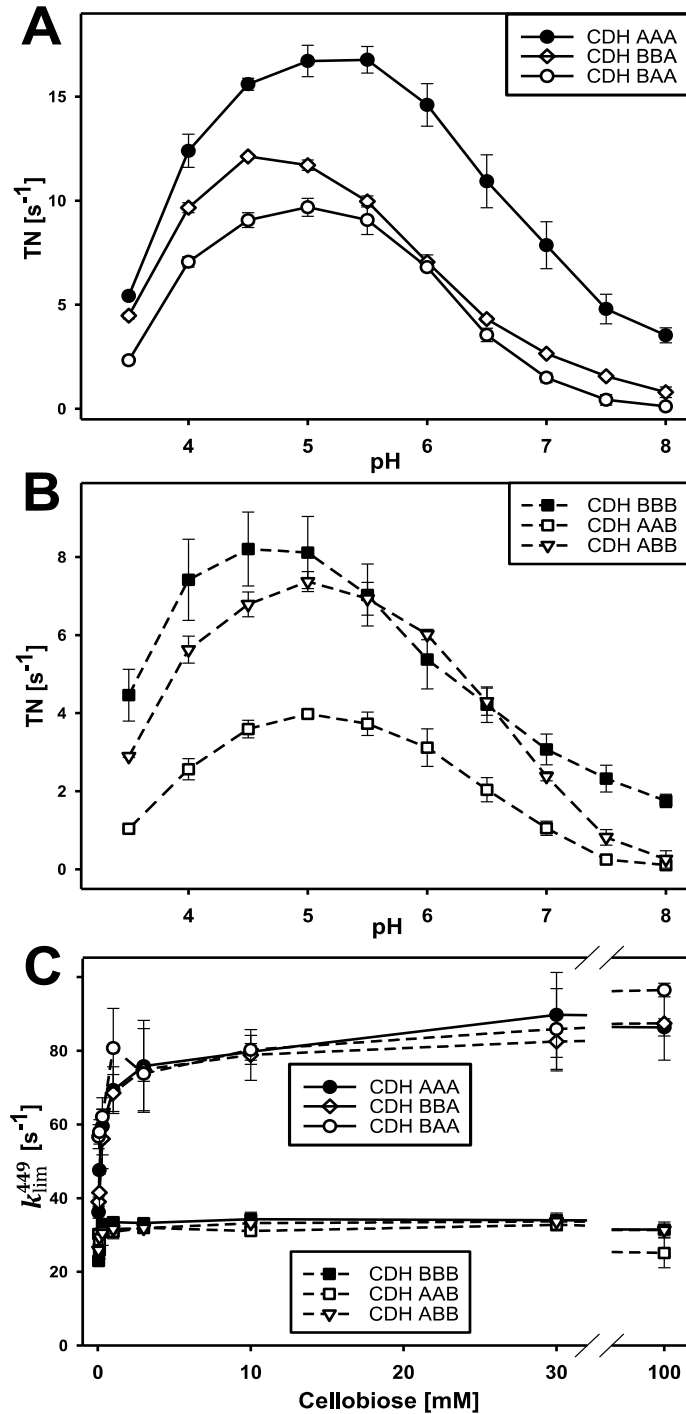 A
CDH AAA
CDH BBA
CDH BAA
TN [s⁻¹]
15
10
5
0
4 5 6 7 8
pH
B
CDH BBB
CDH AAB
CDH ABB
TN [s⁻¹]
8
6
4
2
0
4 5 6 7 8
pH
C
k⁴⁴⁹lim [s⁻¹]
80
60
40
20
0
CDH AAA
CDH BBA
CDH BAA
CDH BBB
CDH AAB
CDH ABB
0 10 20 30 100
Cellobiose [mM]